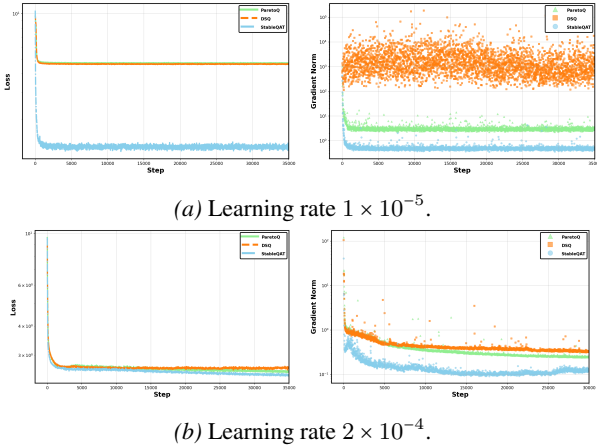 10¹
Loss
ParetoQ
DSQ
StableQAT
0 5000 10000 15000 20000 25000 30000 35000
Step
Gradient Norm
10⁵
10⁴
10³
10²
10¹
10⁰
ParetoQ
DSQ
StableQAT
0 5000 10000 15000 20000 25000 30000 35000
Step
(a) Learning rate 1 × 10⁻⁵.
10¹
6 × 10⁰
4 × 10⁰
2 × 10⁰
Loss
ParetoQ
DSQ
StableQAT
0 5000 10000 15000 20000 25000 30000 35000
Step
Gradient Norm
10²
10¹
10⁰
10⁻¹
ParetoQ
DSQ
StableQAT
0 5000 10000 15000 20000 25000 30000
Step
(b) Learning rate 2 × 10⁻⁴.